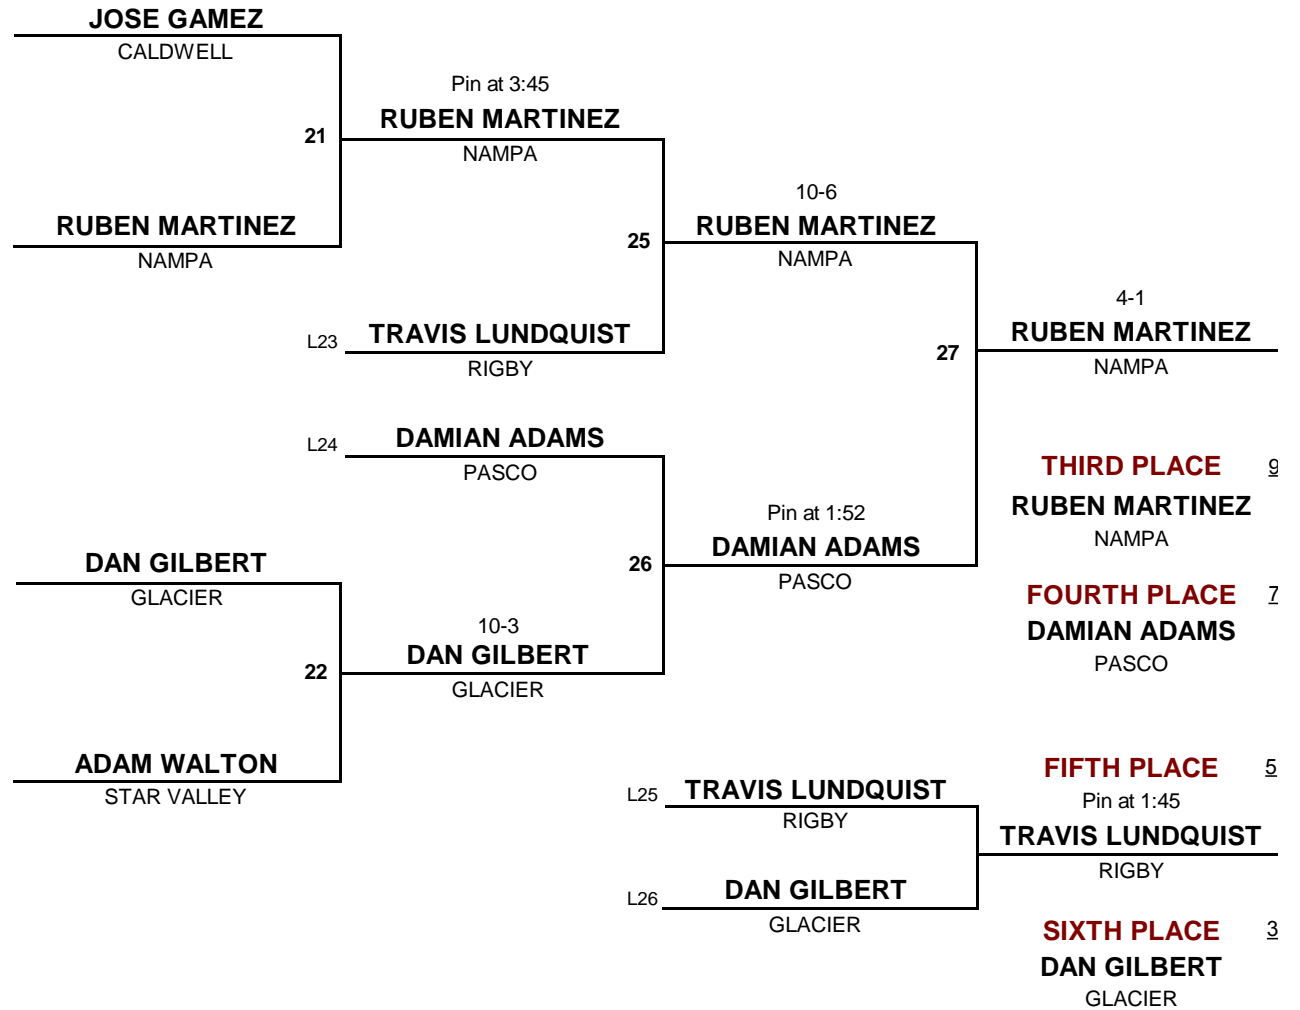 JOSE GAMEZ
CALDWELL
Pin at 3:45
21
RUBEN MARTINEZ
NAMPA
10-6
RUBEN MARTINEZ
NAMPA
25
RUBEN MARTINEZ
NAMPA
4-1
L23
TRAVIS LUNDQUIST
RIGBY
27
RUBEN MARTINEZ
NAMPA
L24
DAMIAN ADAMS
PASCO
THIRD PLACE 9
RUBEN MARTINEZ
NAMPA
Pin at 1:52
DAN GILBERT
GLACIER
26
DAMIAN ADAMS
PASCO
FOURTH PLACE 7
DAMIAN ADAMS
PASCO
10-3
22
DAN GILBERT
GLACIER
ADAM WALTON
STAR VALLEY
FIFTH PLACE 5
Pin at 1:45
L25
TRAVIS LUNDQUIST
RIGBY
TRAVIS LUNDQUIST
RIGBY
L26
DAN GILBERT
GLACIER
SIXTH PLACE 3
DAN GILBERT
GLACIER